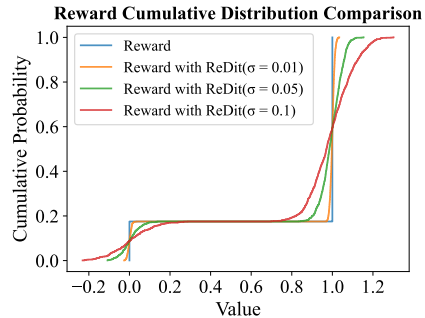 Reward Cumulative Distribution Comparison
Cumulative Probability
1.0
0.8
0.6
0.4
0.2
0.0
Reward
Reward with ReDit(σ = 0.01)
Reward with ReDit(σ = 0.05)
Reward with ReDit(σ = 0.1)
−0.2 0.0 0.2 0.4 0.6 0.8 1.0 1.2
Value